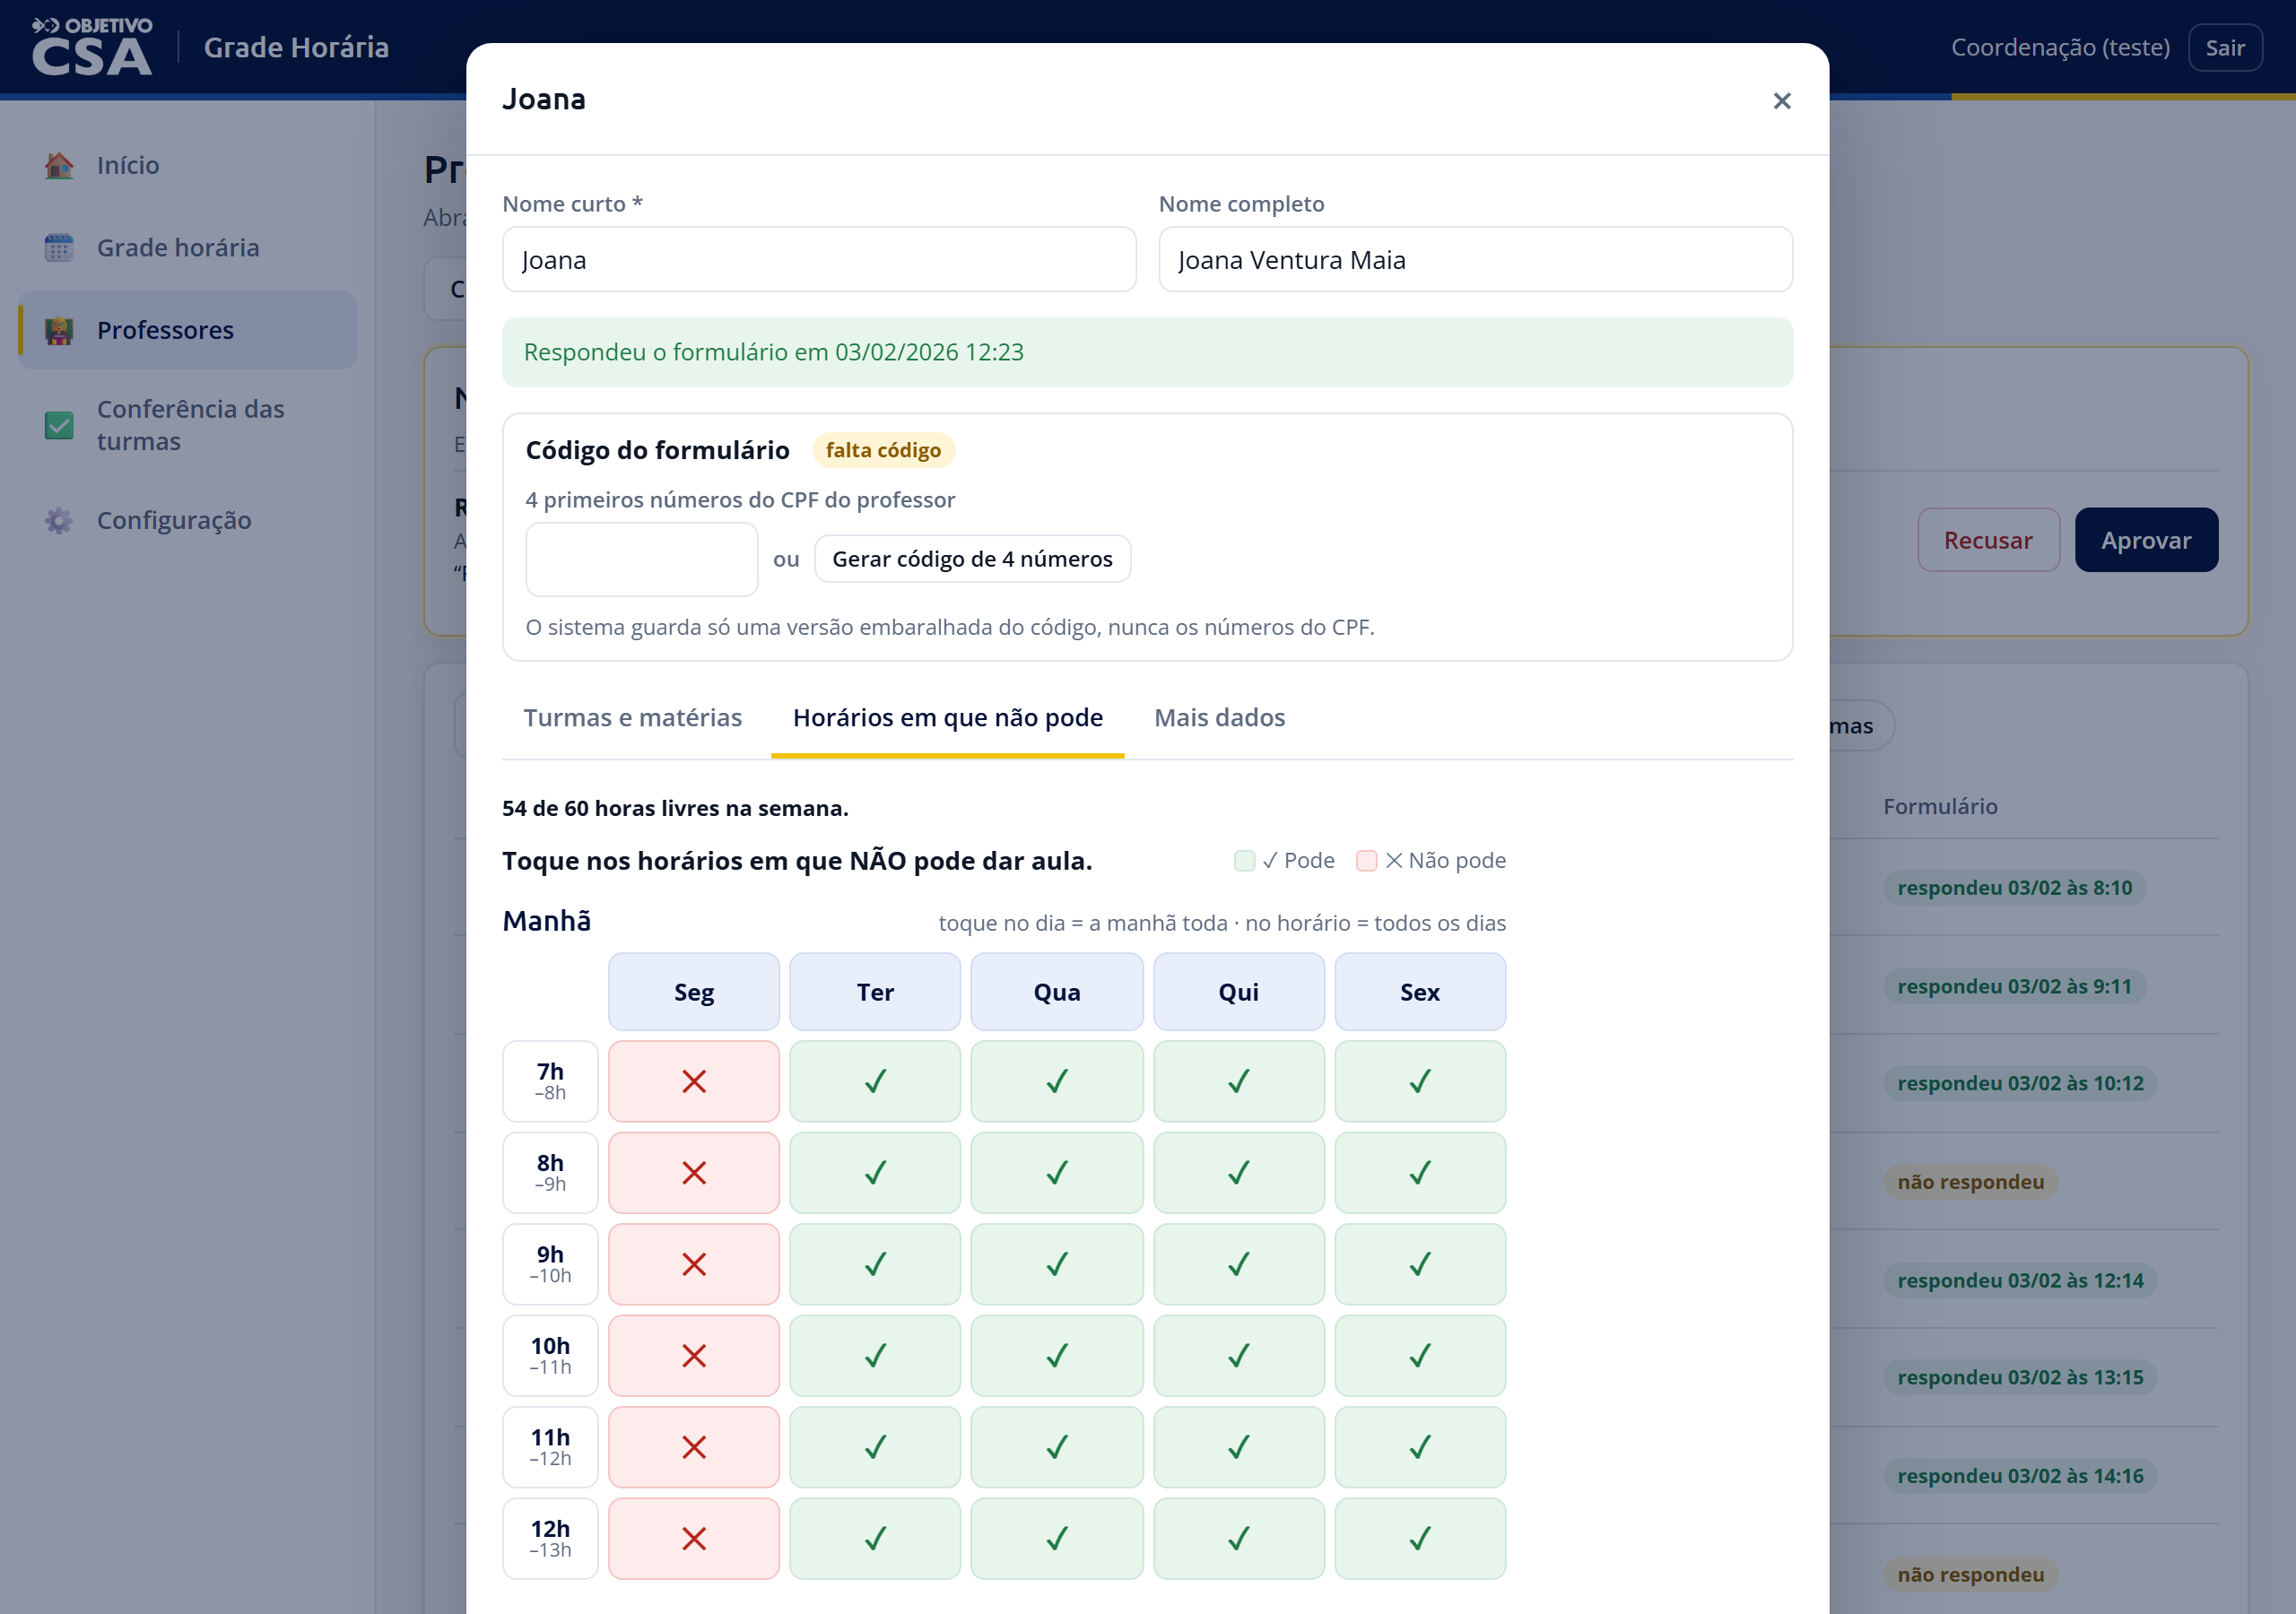 OBJETIVO
CSA
Grade Horária
Coordenação (teste)
Sair
Início
Grade horária
Professores
Conferência das
turmas
Configuração
Joana
×
Nome curto *
Nome completo
Joana
Joana Ventura Maia
Respondeu o formulário em 03/02/2026 12:23
Código do formulário
falta código
4 primeiros números do CPF do professor
ou
Gerar código de 4 números
O sistema guarda só uma versão embaralhada do código, nunca os números do CPF.
Turmas e matérias
Horários em que não pode
Mais dados
54 de 60 horas livres na semana.
Toque nos horários em que NÃO pode dar aula.
✓ Pode
✕ Não pode
Manhã
toque no dia = a manhã toda · no horário = todos os dias
Seg Ter Qua Qui Sex
7h
–8h
✕ ✓ ✓ ✓ ✓
8h
–9h
✕ ✓ ✓ ✓ ✓
9h
–10h
✕ ✓ ✓ ✓ ✓
10h
–11h
✕ ✓ ✓ ✓ ✓
11h
–12h
✕ ✓ ✓ ✓ ✓
12h
–13h
✕ ✓ ✓ ✓ ✓
Recusar
Aprovar
Formulário
respondeu 03/02 às 8:10
respondeu 03/02 às 9:11
respondeu 03/02 às 10:12
não respondeu
respondeu 03/02 às 12:14
respondeu 03/02 às 13:15
respondeu 03/02 às 14:16
não respondeu